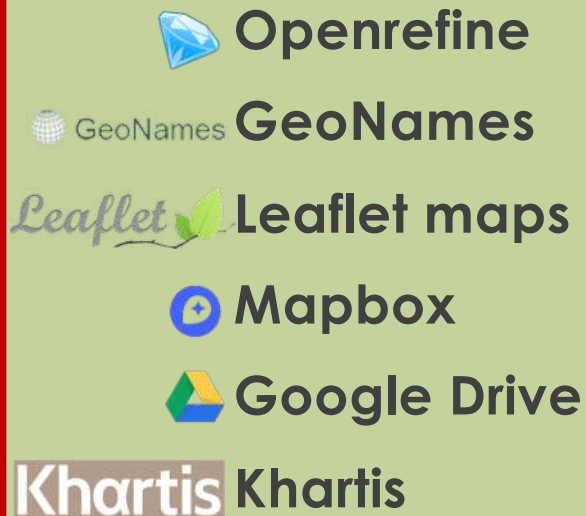 Openrefine
GeoNames GeoNames
Leaflet Leaflet maps
Mapbox
Google Drive
Khartis Khartis